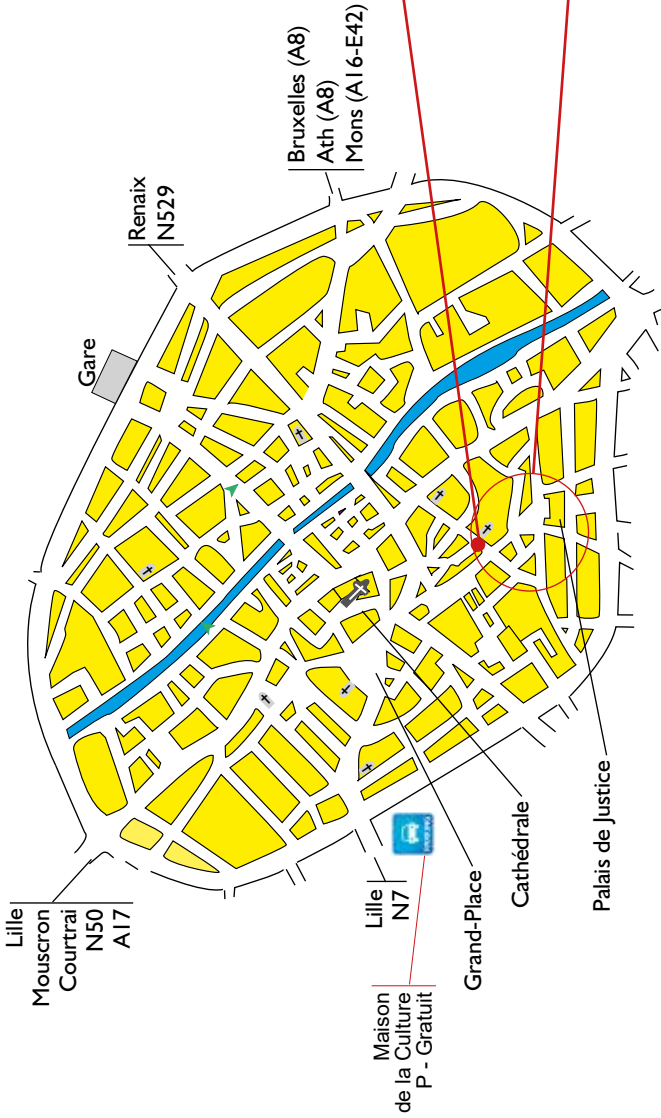 Bruxelles (A8)
Ath (A8)
Mons (A16-E42)
Renaix
N529
Gare
Lille
Mouscron
Courtrai
N50
A17
Lille
N7
Maison
de la Culture
P - Gratuit
Grand-Place
Cathédrale
Palais de Justice